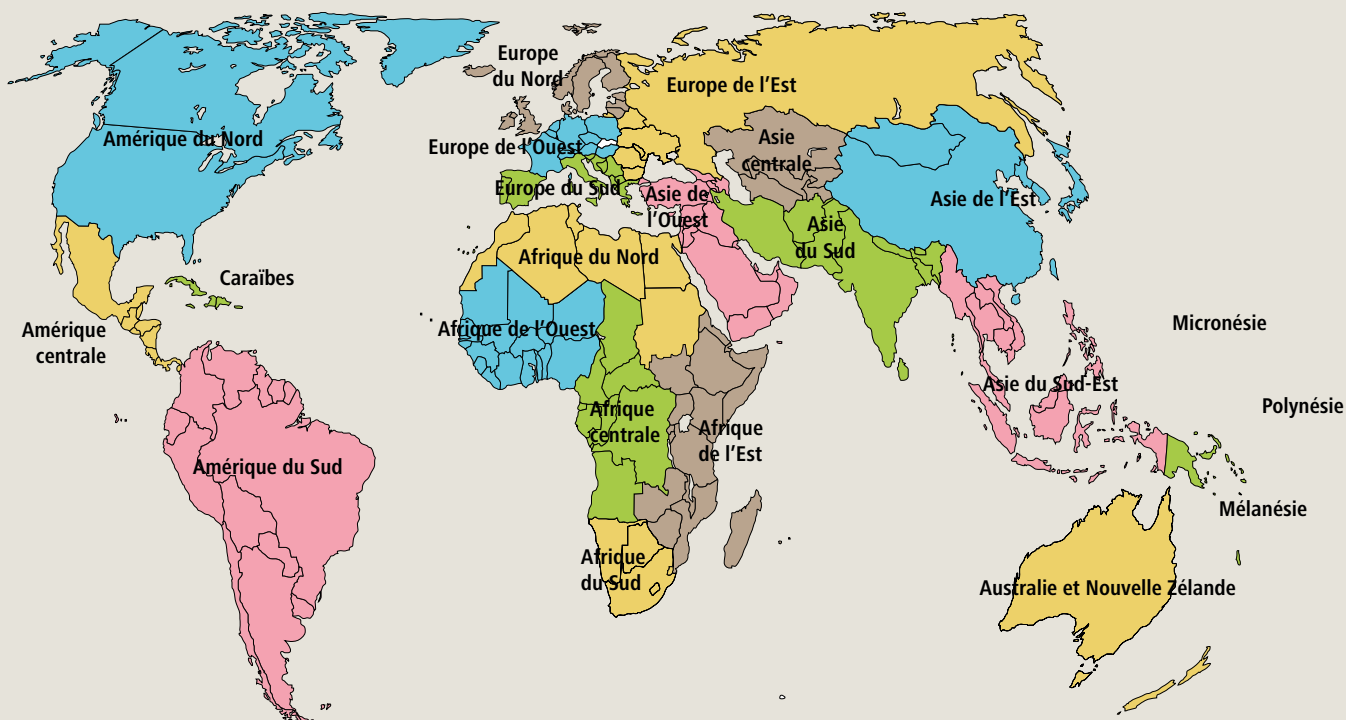 Europe
du Nord
Europe de l’Est
Amérique du Nord
Asie
centrale
Europe de l’Ouest
Europe du Sud
Asie de
l’Ouest
Asie de l’Est
Asie
du Sud
Afrique du Nord
Caraïbes
Amérique
centrale
Afrique de l’Ouest
Micronésie
Asie du Sud-Est
Polynésie
Afrique
centrale
Afrique
de l’Est
Amérique du Sud
Mélanésie
Afrique
du Sud
Australie et Nouvelle Zélande